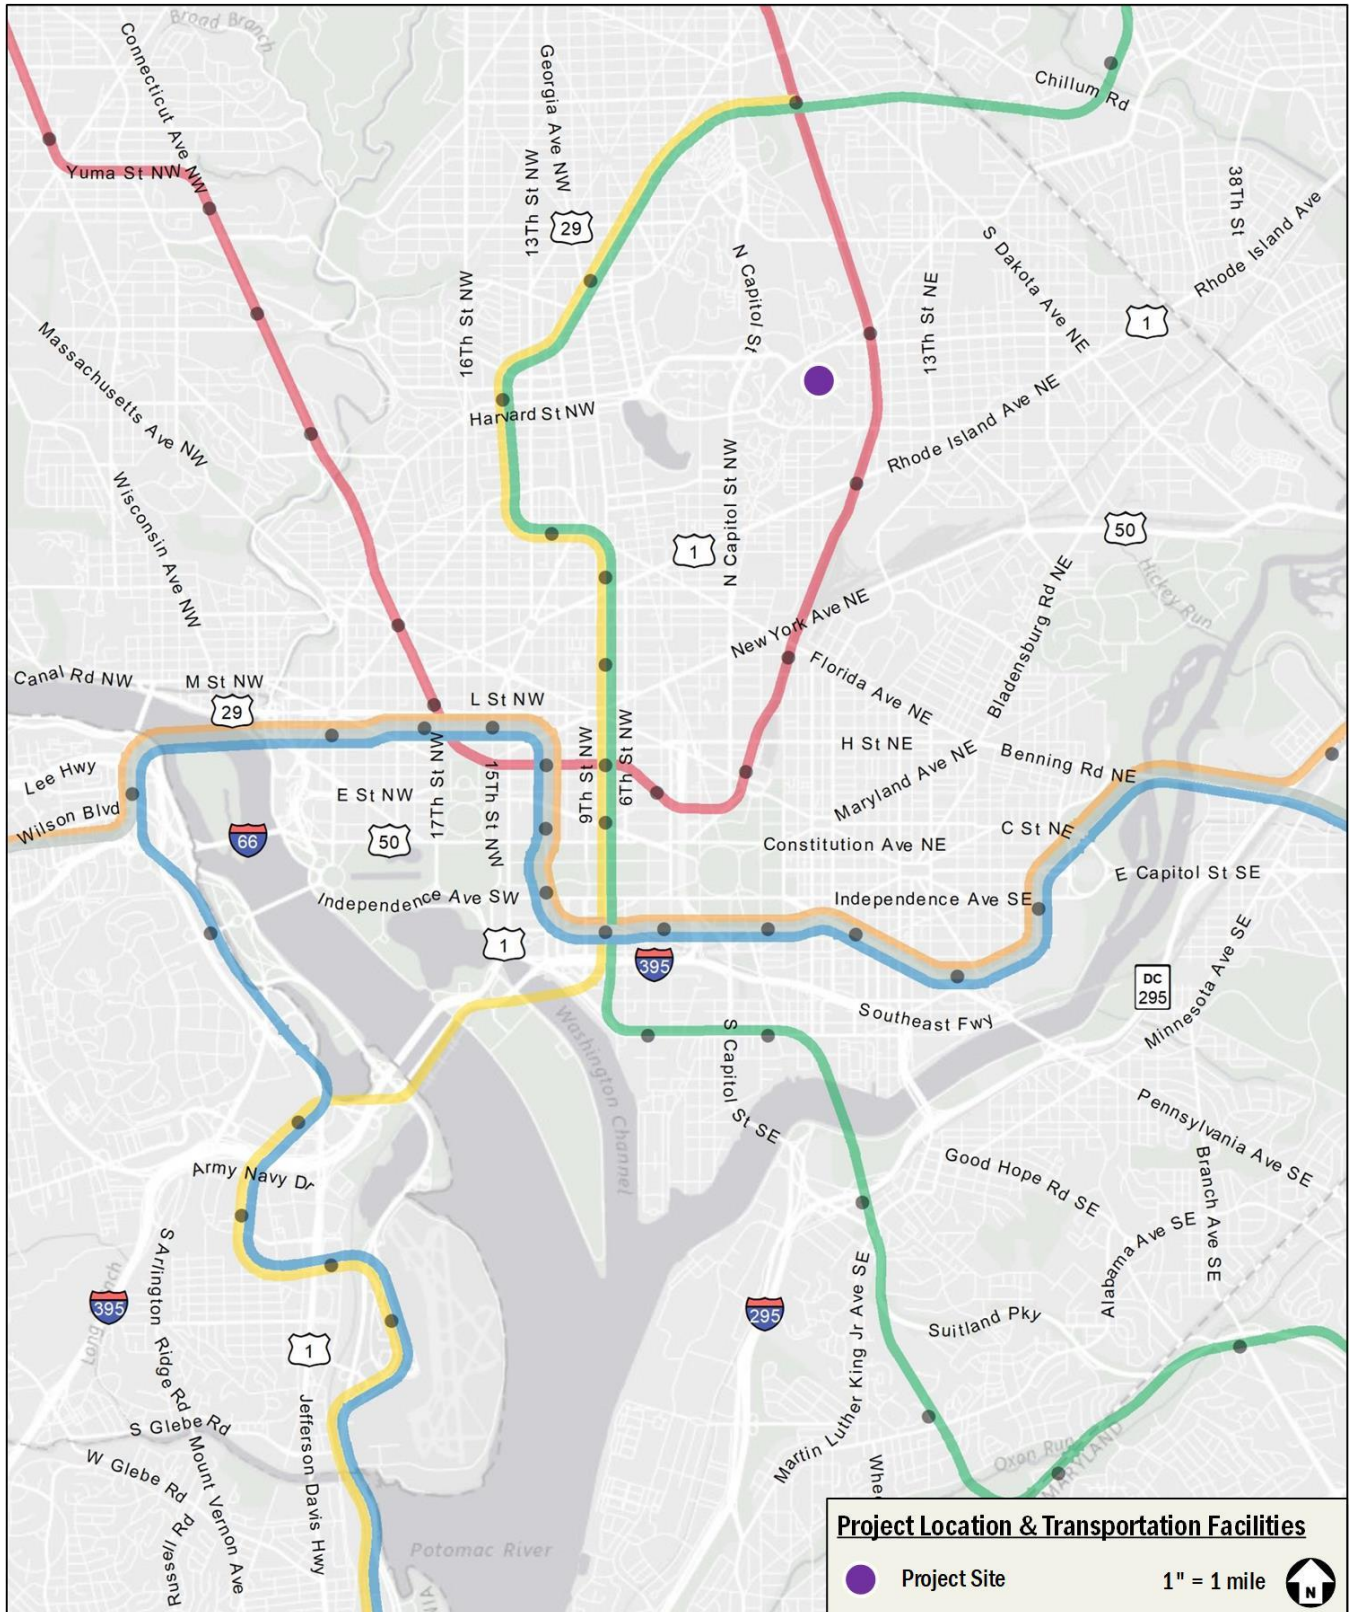 Broad Branch
Connecticut Ave NW
Georgia Ave NW
Chillum Rd
Yuma St NW
13Th St NW
29
38Th St
Rhode Island Ave
S Dakota Ave NE
N Capitol St
16Th St NW
13Th St NE
1
Massachusetts Ave NW
Harvard St NW
Rhode Island Ave NE
Wisconsin Ave NW
N Capitol St NW
1
50
Hickey Run
Bladensburg Rd NE
New York Ave NE
Florida Ave NE
Canal Rd NW
M St NW
29
L St NW
H St NE
Maryland Ave NE
Benning Rd NE
Lee Hwy
Wilson Blvd
66
E St NW
50
17Th St NW
15Th St NW
9Th St NW
6Th St NW
Constitution Ave NE
C St NE
E Capitol St SE
Independence Ave SW
Independence Ave SE
1
395
DC
295
Minnesota Ave SE
Southeast Fwy
Washington Channel
S Capitol St SE
Pennsylvania Ave SE
Branch Ave SE
Good Hope Rd SE
Alabama Ave SE
Army Navy Dr
S Arlington Ridge Rd
395
Long Branch
295
Martin Luther King Jr Ave SE
Suitland Pky
1
Jefferson Davis Hwy
S Glebe Rd
W Glebe Rd
Mount Vernon Ave
Russell Rd
Potomac River
Oxon Run
MARYLAND
Project Location & Transportation Facilities
Project Site
1" = 1 mile
N